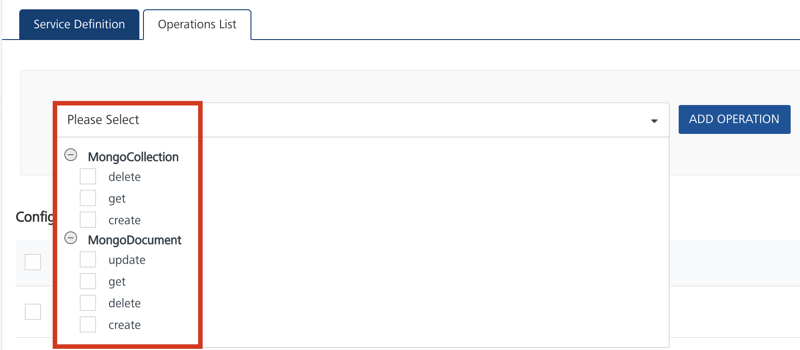 Service Definition
Operations List
Please Select
ADD OPERATION
MongoCollection
delete
get
create
Config
MongoDocument
update
get
delete
create